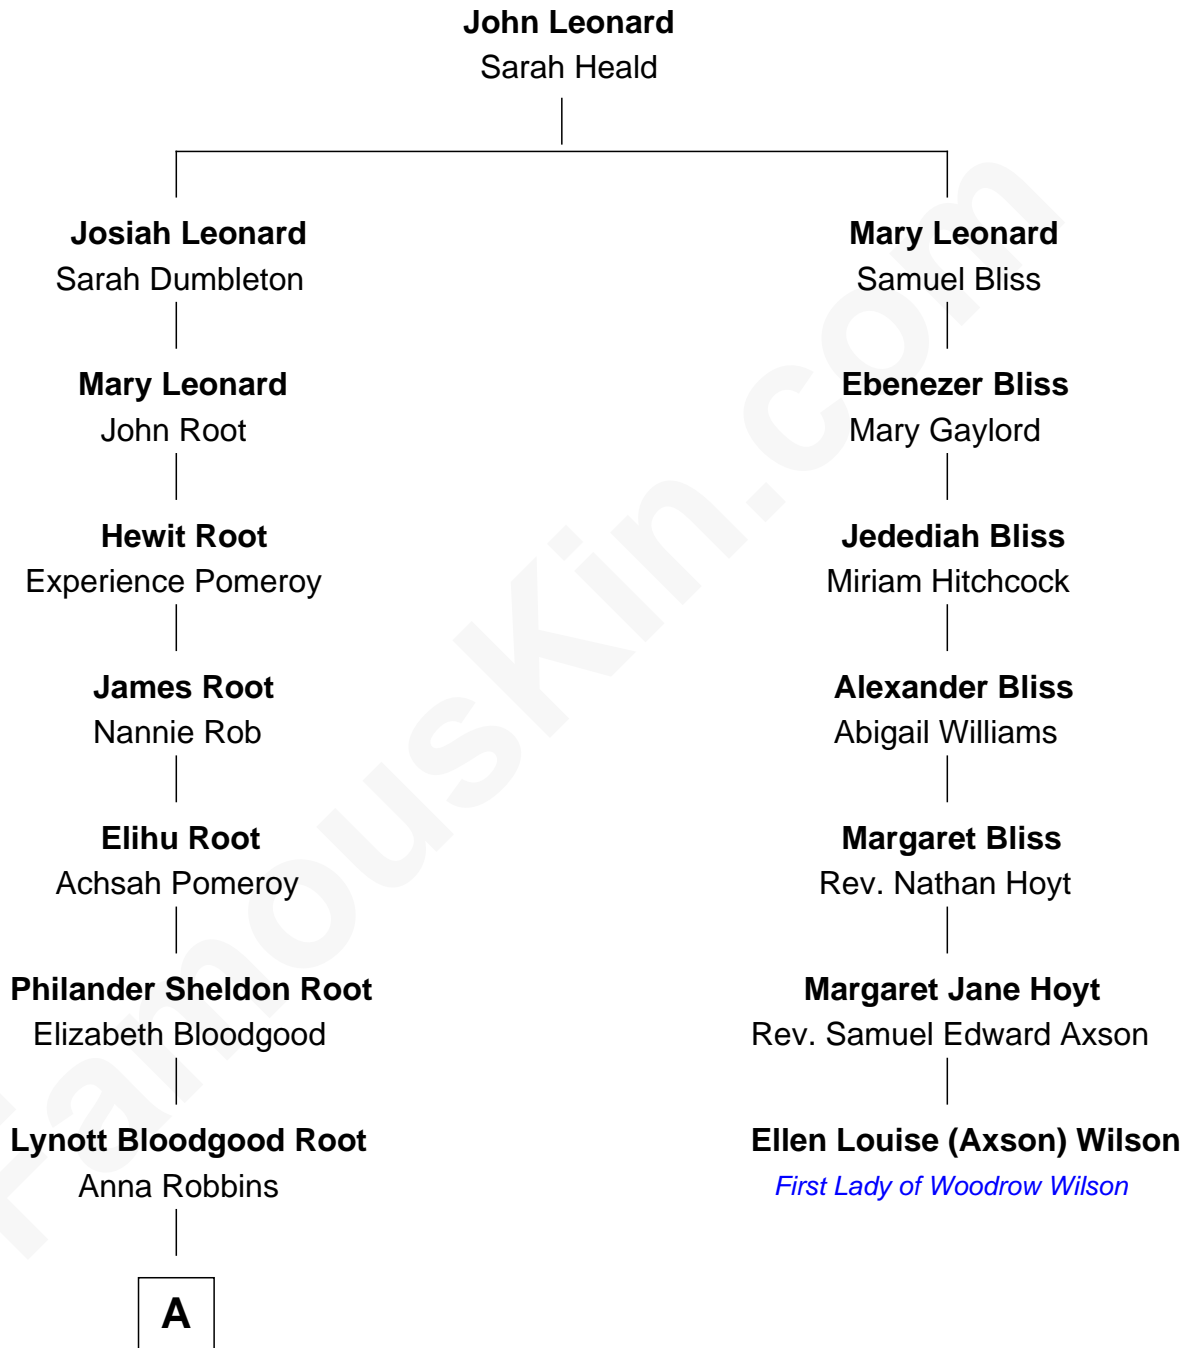 John Leonard
Sarah Heald
Josiah Leonard
Sarah Dumbleton
Mary Leonard
John Root
Hewit Root
Experience Pomeroy
James Root
Nannie Rob
Elihu Root
Achsah Pomeroy
Philander Sheldon Root
Elizabeth Bloodgood
Lynott Bloodgood Root
Anna Robbins
A
Mary Leonard
Samuel Bliss
Ebenezer Bliss
Mary Gaylord
Jedediah Bliss
Miriam Hitchcock
Alexander Bliss
Abigail Williams
Margaret Bliss
Rev. Nathan Hoyt
Margaret Jane Hoyt
Rev. Samuel Edward Axson
Ellen Louise (Axson) Wilson
First Lady of Woodrow Wilson
FamousKin.com